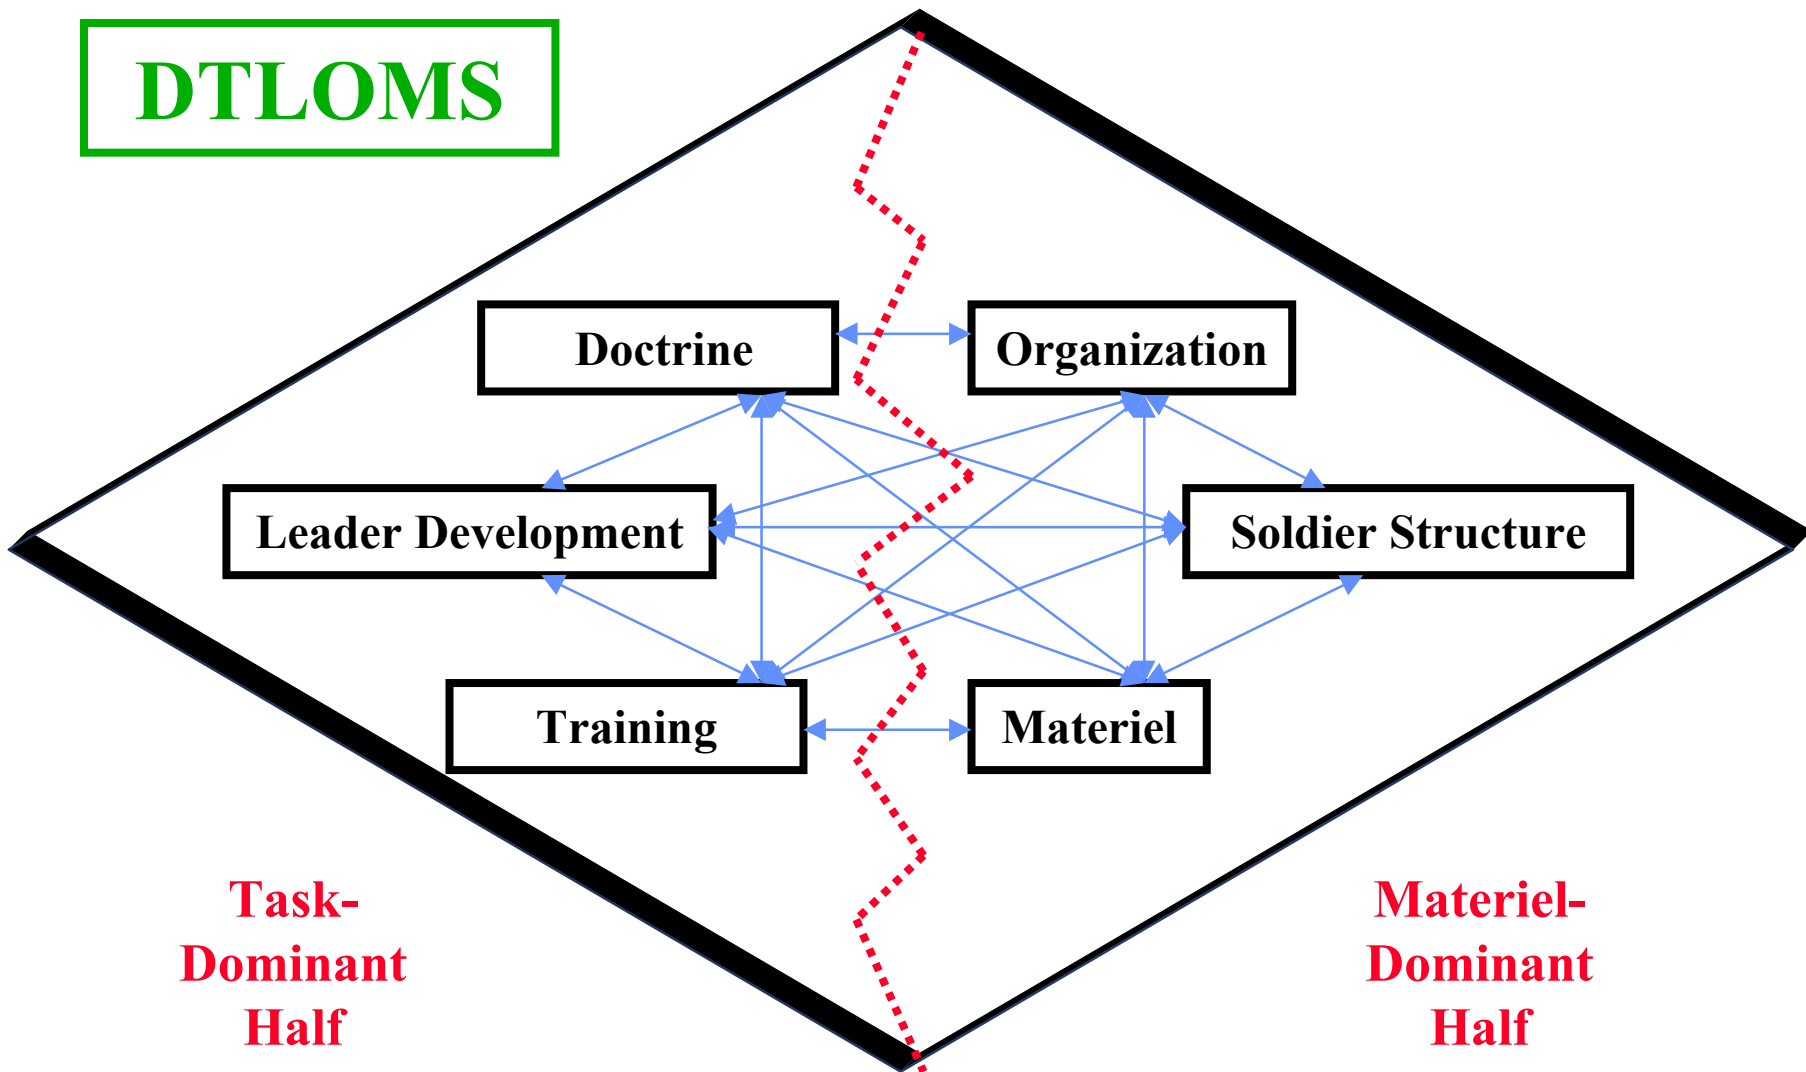 DTLOMS
Doctrine
Organization
Leader Development
Soldier Structure
Training
Materiel
Task-
Dominant
Half
Materiel-
Dominant
Half